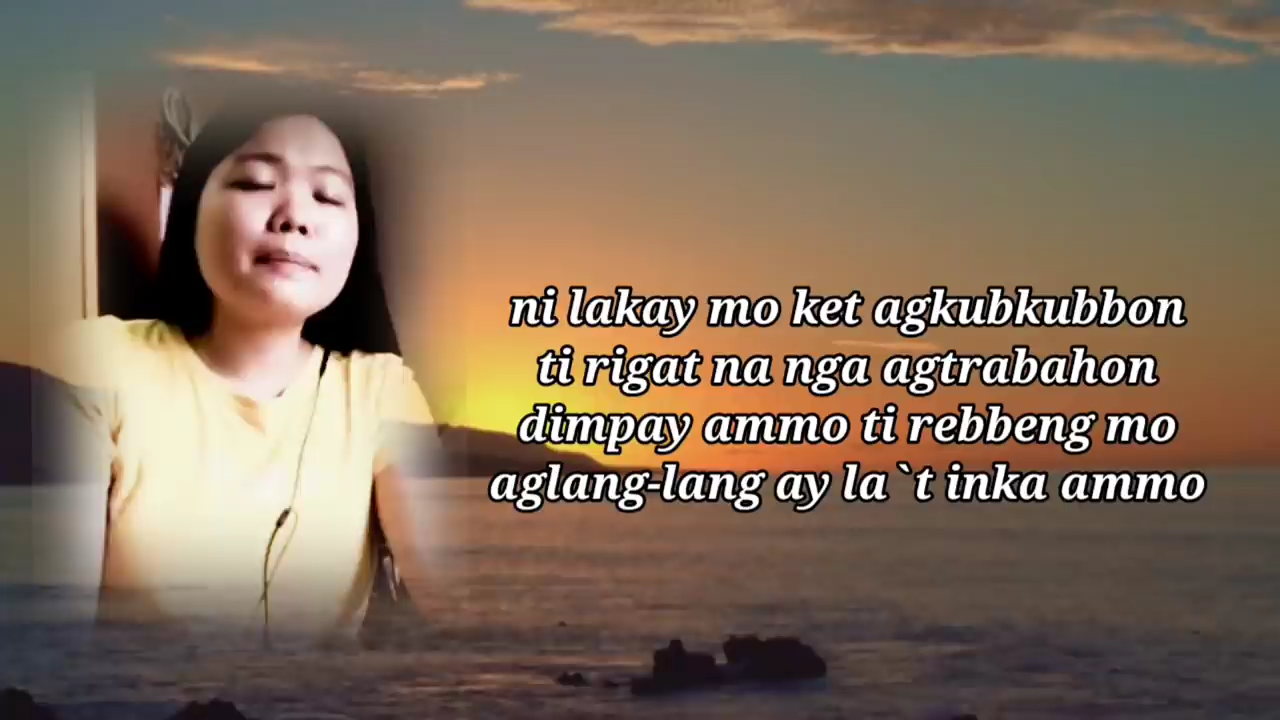 ni lakay mo ket agkubkubbon
ti rigat na nga agtrabahon
dimpay ammo ti rebbeng mo
aglang-lang ay la`t inka ammo